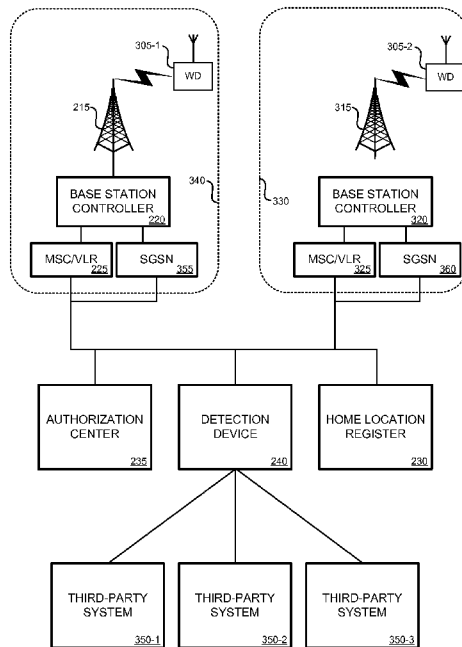 305-1
WD
215
BASE STATION
CONTROLLER
220
MSC/VLR
225
SGSN
355
340
305-2
WD
315
330
BASE STATION
CONTROLLER
320
MSC/VLR
325
SGSN
360
AUTHORIZATION
CENTER
235
DETECTION
DEVICE
240
HOME LOCATION
REGISTER
230
THIRD-PARTY
SYSTEM
350-1
THIRD-PARTY
SYSTEM
350-2
THIRD-PARTY
SYSTEM
350-3